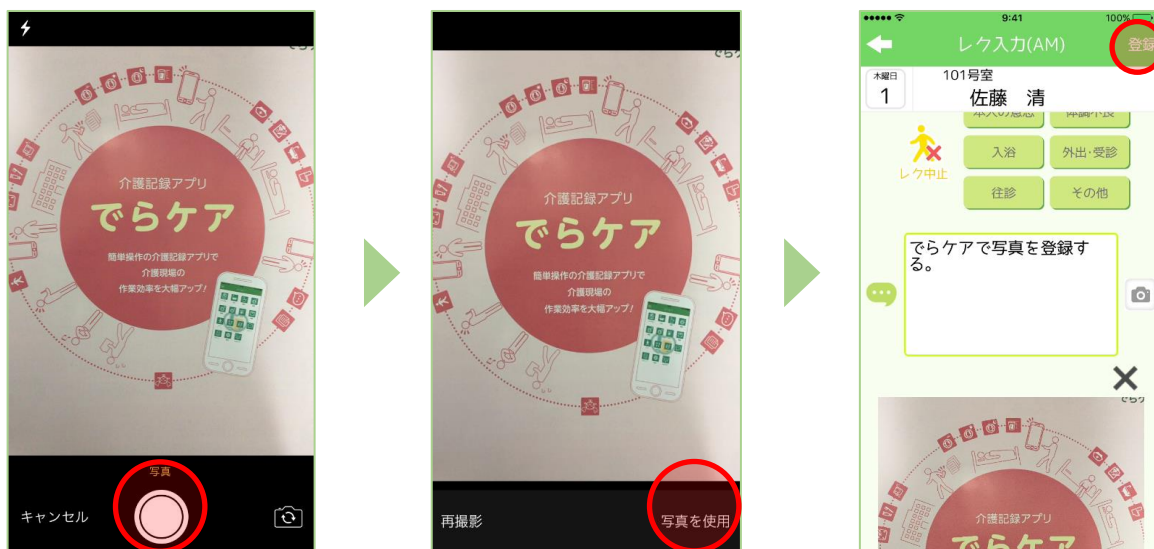 介護記録アプリ
でらケア
簡単操作の介護記録アプリで
介護現場の
作業効率を大幅アップ!
写真
キャンセル
介護記録アプリ
でらケア
簡単操作の介護記録アプリで
介護現場の
作業効率を大幅アップ!
再撮影
写真を使用
9:41
100%
レク入力(AM)
登録
木曜日
1
101号室
佐藤 清
レク中止
入浴
外出・受診
往診
その他
でらケアで写真を登録す
る。
介護記録アプリ
でらケア